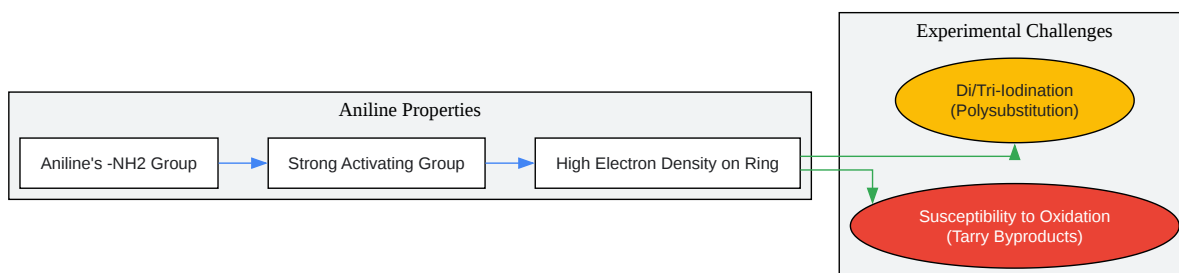 Experimental Challenges
Di/Tri-Iodination
(Polysubstitution)
Aniline Properties
Aniline's -NH2 Group
Strong Activating Group
High Electron Density on Ring
Susceptibility to Oxidation
(Tarry Byproducts)